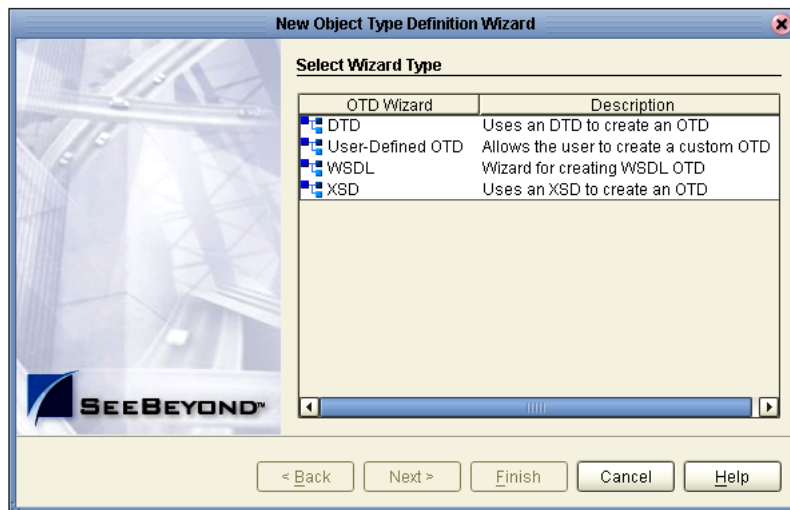 New Object Type Definition Wizard
Select Wizard Type
OTD Wizard Description
DTD Uses an DTD to create an OTD
User-Defined OTD Allows the user to create a custom OTD
WSDL Wizard for creating WSDL OTD
XSD Uses an XSD to create an OTD
SEEBEYOND™
< Back Next > Finish Cancel Help